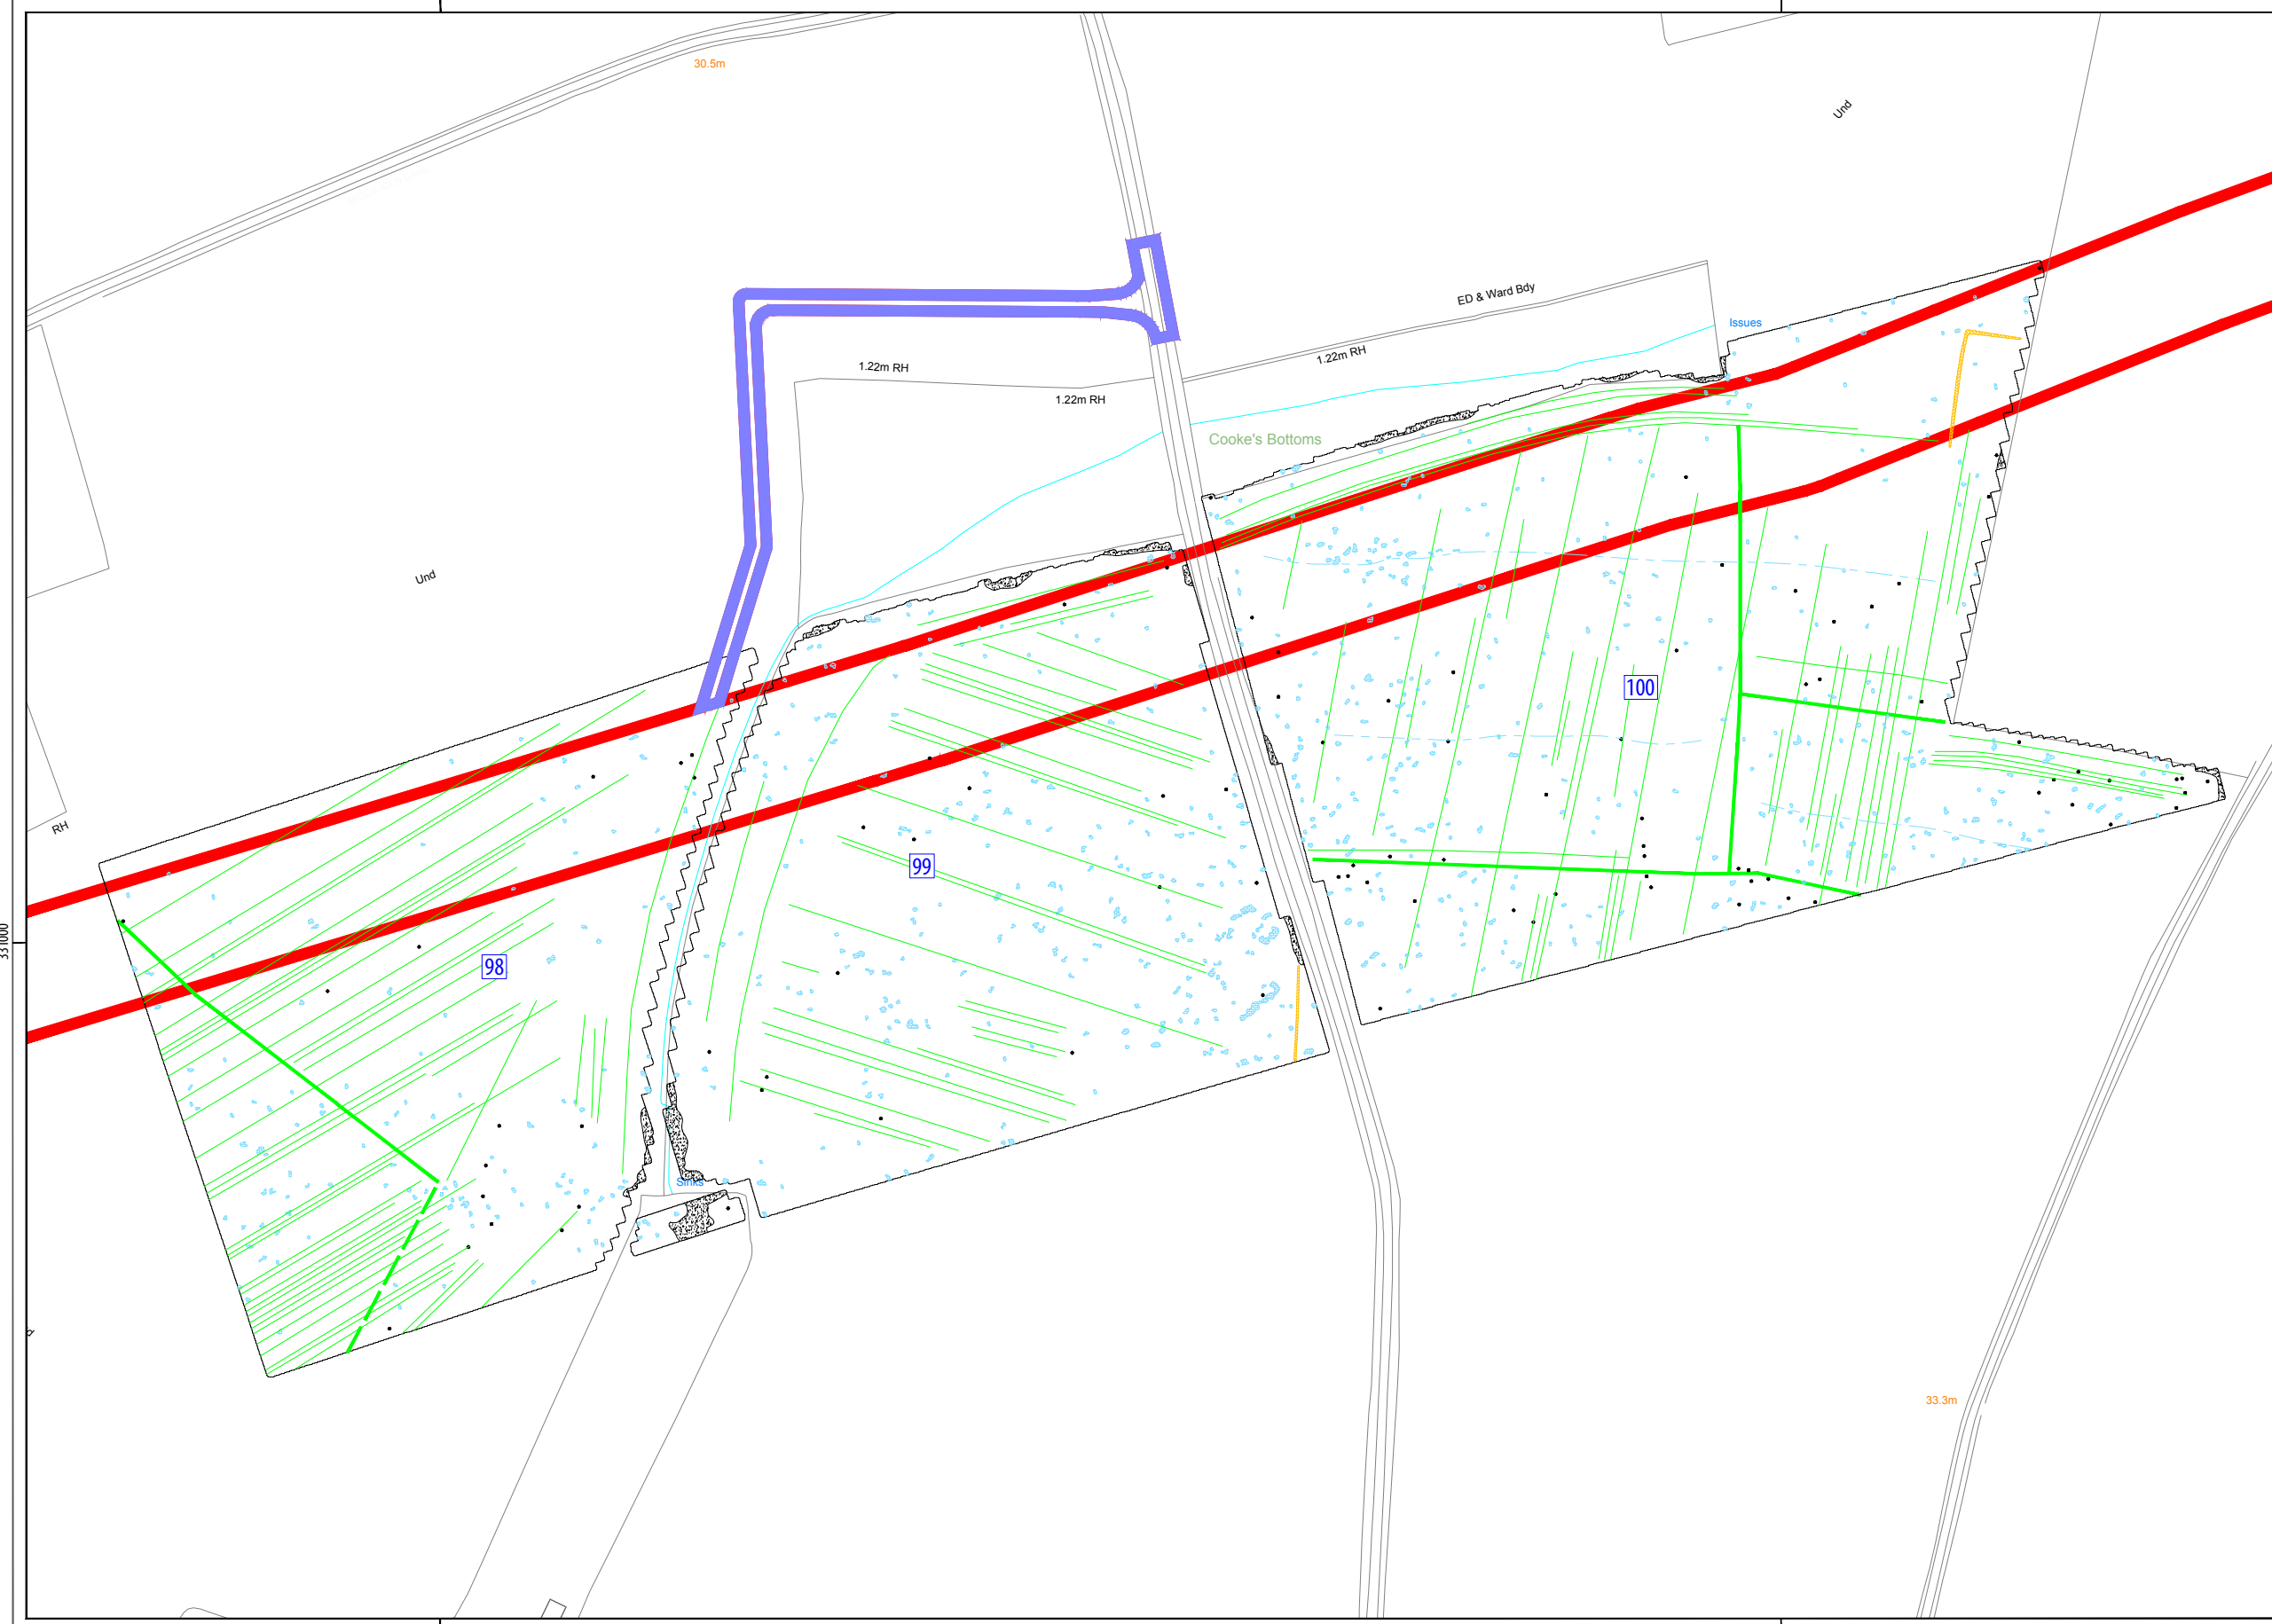 30.5m
Und
ED & Ward Bdy
Issues
1.22m RH
1.22m RH
1.22m RH
Cooke's Bottoms
Und
100
RH
99
331000
98
Sinks
33.3m